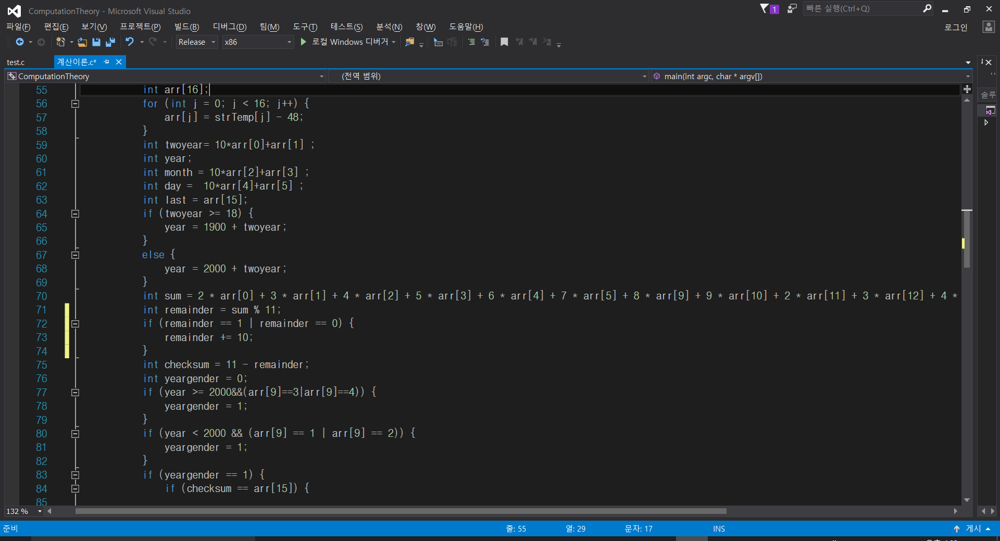 ComputationTheory - Microsoft Visual Studio
1
빠른 실행(Ctrl+Q)
파일(F) 편집(E) 보기(V) 프로젝트(P) 빌드(B) 디버그(D) 팀(M) 도구(T) 테스트(S) 분석(N) 창(W) 도움말(H)
로그인
Release x86 로컬 Windows 디버거
test.c 계산이론.c*
ComputationTheory (전역 범위) main(int argc, char * argv[])
솔루
55 int arr[16];
56 for (int j = 0; j < 16; j++) {
57 arr[j] = strTemp[j] - 48;
58 }
59 int twoyear= 10*arr[0]+arr[1] ;
60 int year;
61 int month = 10*arr[2]+arr[3] ;
62 int day =  10*arr[4]+arr[5] ;
63 int last = arr[15];
64 if (twoyear >= 18) {
65 year = 1900 + twoyear;
66 }
67 else {
68 year = 2000 + twoyear;
69 }
70 int sum = 2 * arr[0] + 3 * arr[1] + 4 * arr[2] + 5 * arr[3] + 6 * arr[4] + 7 * arr[5] + 8 * arr[9] + 9 * arr[10] + 2 * arr[11] + 3 * arr[12] + 4 *
71 int remainder = sum % 11;
72 if (remainder == 1 | remainder == 0) {
73 remainder += 10;
74 }
75 int checksum = 11 - remainder;
76 int yeargender = 0;
77 if (year >= 2000&&(arr[9]==3|arr[9]==4)) {
78 yeargender = 1;
79 }
80 if (year < 2000 && (arr[9] == 1 | arr[9] == 2)) {
81 yeargender = 1;
82 }
83 if (yeargender == 1) {
84 if (checksum == arr[15]) {
85
132 %
준비 줄: 55 열: 29 문자: 17 INS 게시